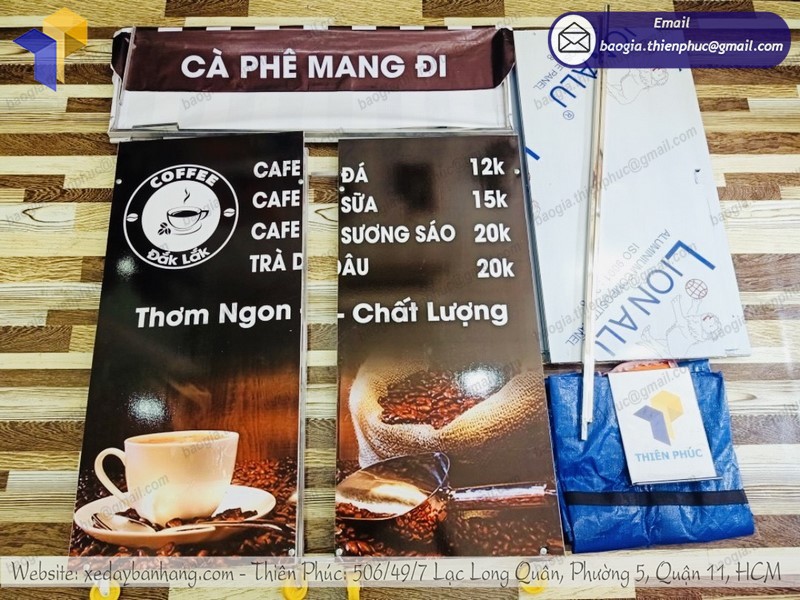 Email
baogia.thienphuc@gmail.com
CÀ PHÊ MANG ĐI
COFFEE
Đắk Lắk
CAFE ĐÁ 12k
CAFE SỮA 15k
CAFE SƯƠNG SÁO 20k
TRÀ D DÂU 20k
Thơm Ngon - Chất Lượng
LIONALU
LION ALU
THIÊN PHÚC
Website: xedaybanhang.com - Thiên Phúc: 506/49/7 Lạc Long Quân, Phường 5, Quận 11, HCM